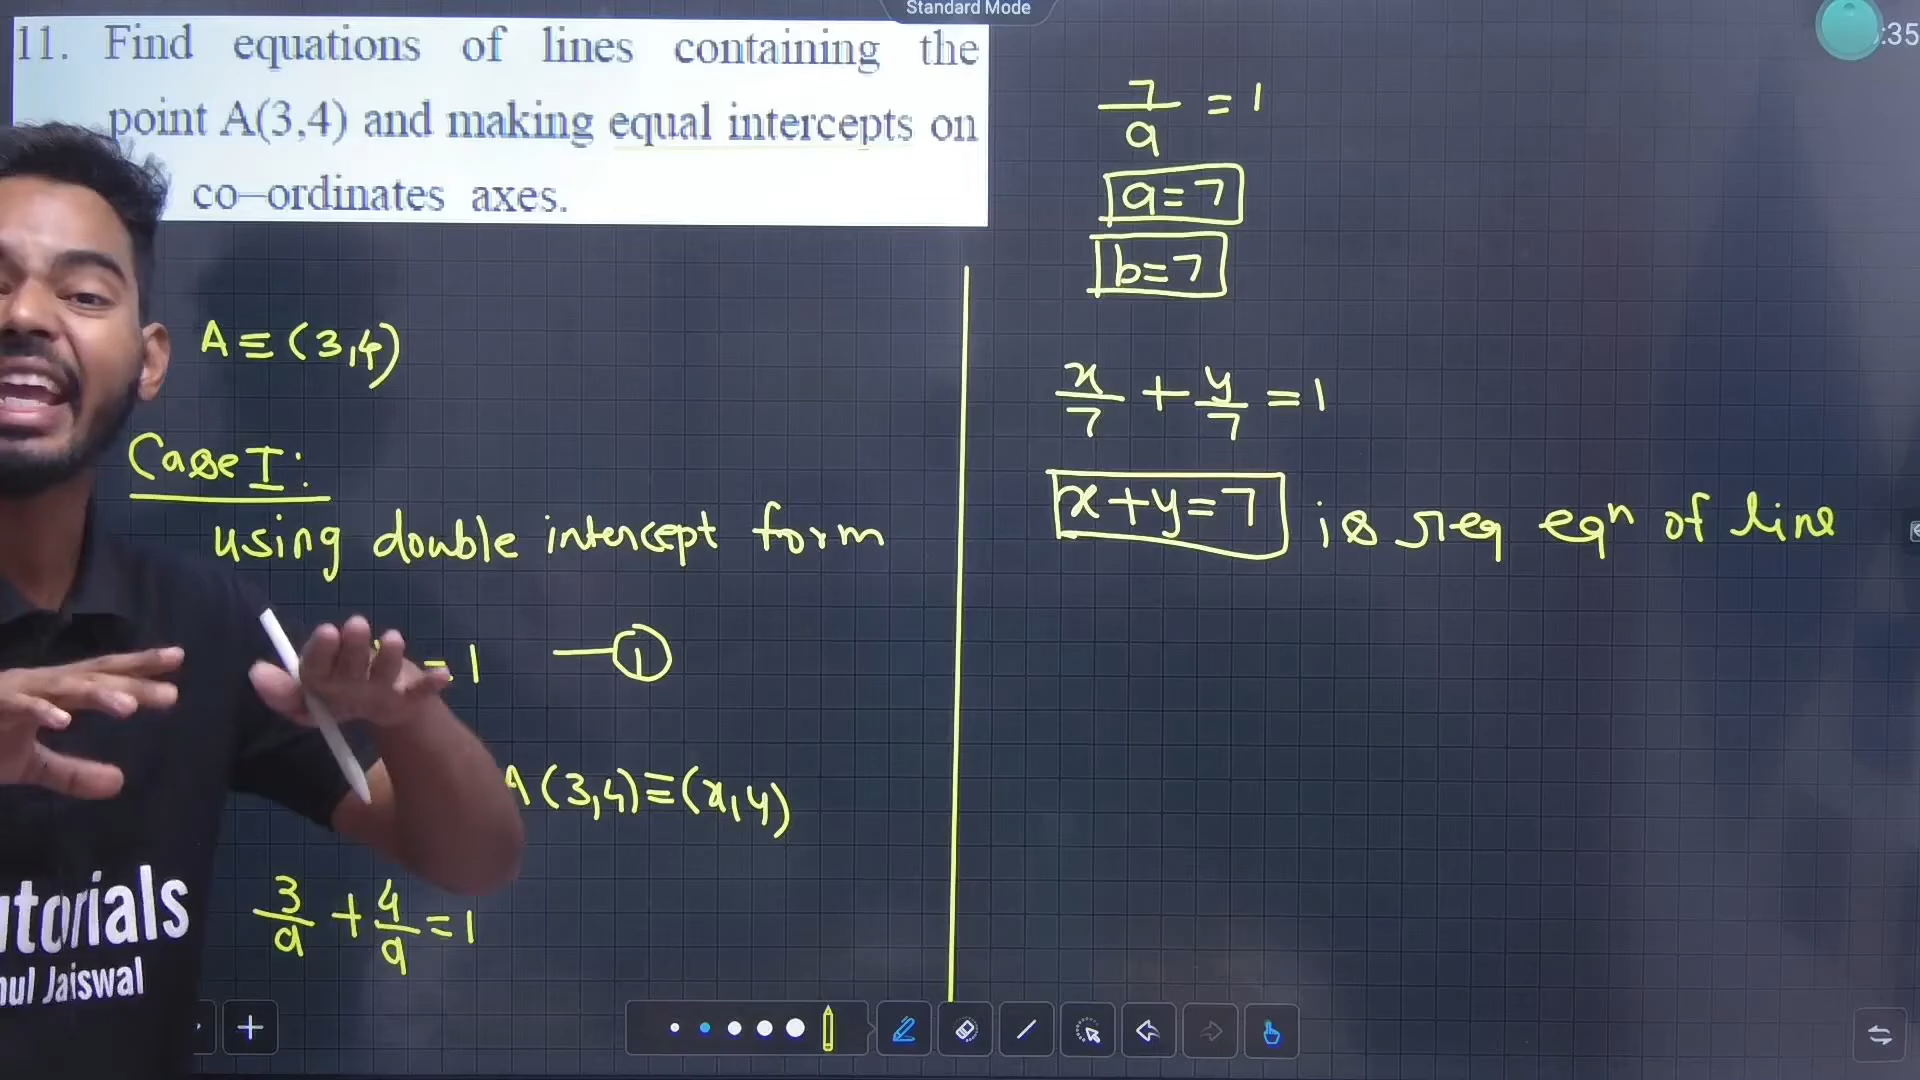 Standard Mode
:35
11. Find equations of lines containing the
point A(3,4) and making equal intercepts on
co–ordinates axes.
A ≡ (3,4)
Case I:
using double intercept form
= 1 —①
A(3,4) ≡ (x,y)
3/a + 4/a = 1
7/a = 1
a = 7
b = 7
x/7 + y/7 = 1
x + y = 7 is req eqⁿ of line
Jaiswal